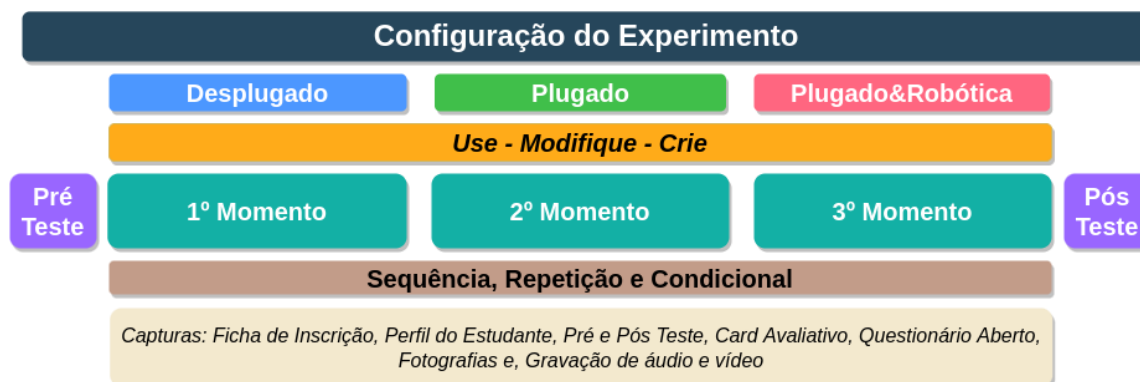 Configuração do Experimento
Desplugado
Plugado
Plugado&Robótica
Use - Modifique - Crie
Pré
Teste
1º Momento
2º Momento
3º Momento
Pós
Teste
Sequência, Repetição e Condicional
Capturas: Ficha de Inscrição, Perfil do Estudante, Pré e Pós Teste, Card Avaliativo, Questionário Aberto,
Fotografias e, Gravação de áudio e vídeo